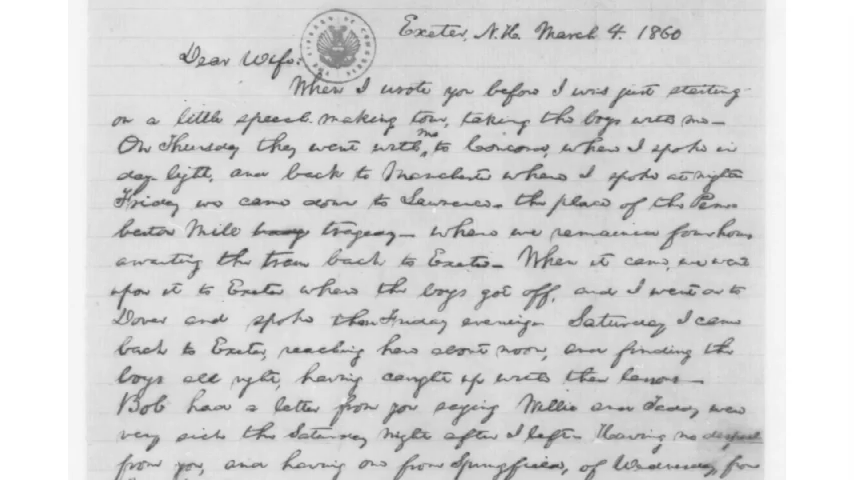 Exeter, N.H. March 4. 1860
LIBRARY OF CONGRESS
Dear Wife:
When I wrote you before I was just starting
on a little speech-making tour, taking the boys with me—
On Thursday they went with me to Concord, where I spoke in
day-light, and back to Manchester where I spoke at night
Friday we came down to Lawrence—the place of the Pem-
berton Mill tragedy—where we remained four hours
awaiting the train back to Exeter— When it came, we went
upon it to Exeter where the boys got off, and I went on to
Dover and spoke there Friday evening— Saturday I came
back to Exeter, reaching here about noon, and finding the
boys all right, having caught up with their lessons—
Bob had a letter from you saying Willie and Taddy were
very sick the Saturday night after I left— Having no despatch
from you, and having one from Springfield, of Wednesday, from